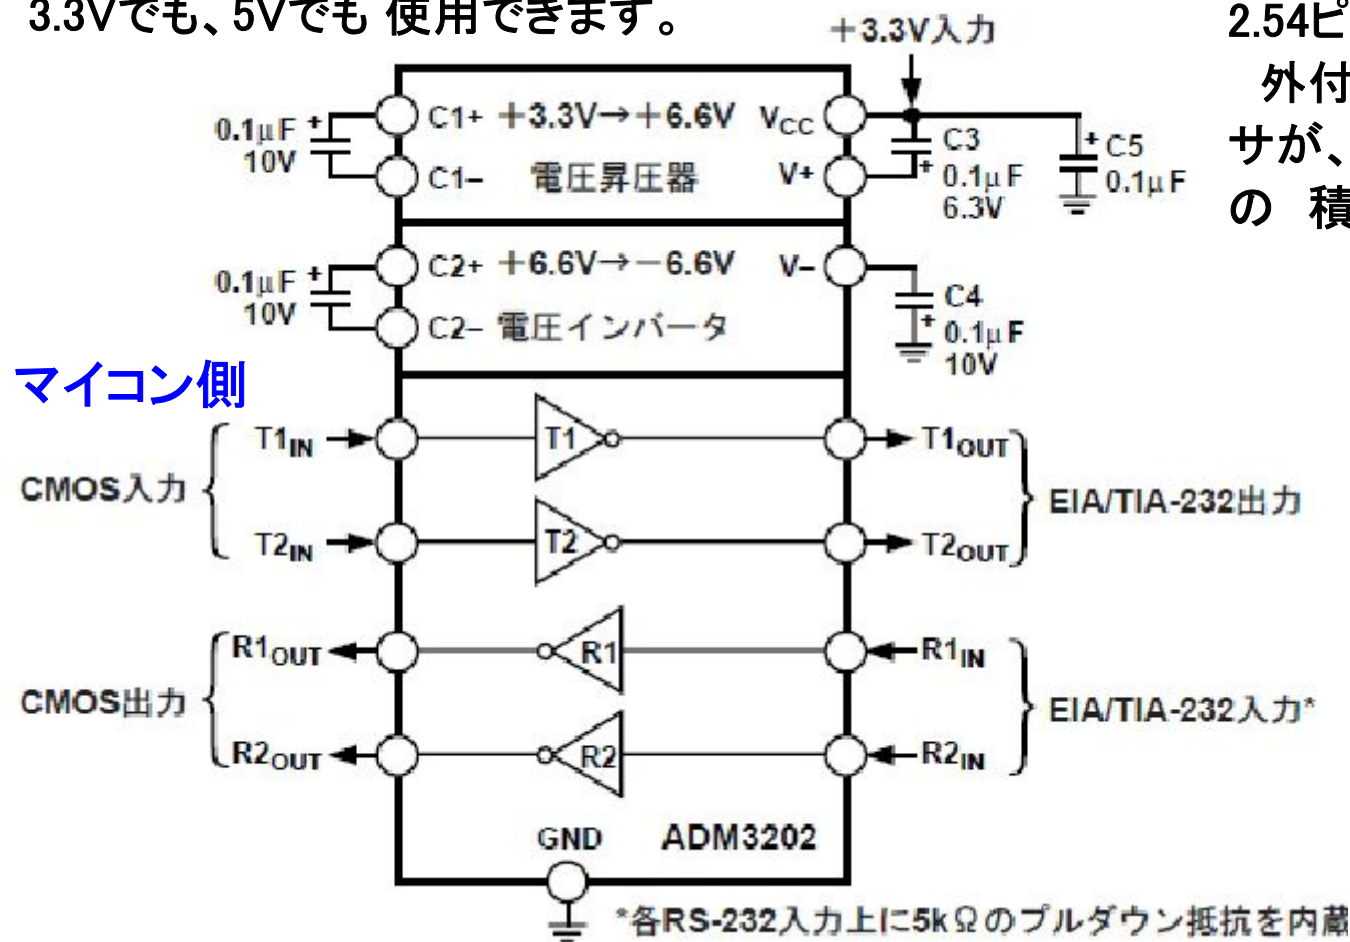 3.3Vでも、5Vでも 使用できます。
+3.3V入力
2.54ピ
外付
サが、
の 積
0.1μF +
10V
C1+ +3.3V→+6.6V VCC
C1− 電圧昇圧器 V+
C3
+ 0.1μF
6.3V
+ C5
0.1μF
0.1μF +
10V
C2+ +6.6V→−6.6V V−
C2− 電圧インバータ
C4
+ 0.1μF
10V
マイコン側
CMOS入力
T1IN
T1
T1OUT
T2IN
T2
T2OUT
EIA/TIA-232出力
CMOS出力
R1OUT
R1
R1IN
R2OUT
R2
R2IN
EIA/TIA-232入力*
GND ADM3202
*各RS-232入力上に5kΩのプルダウン抵抗を内蔵